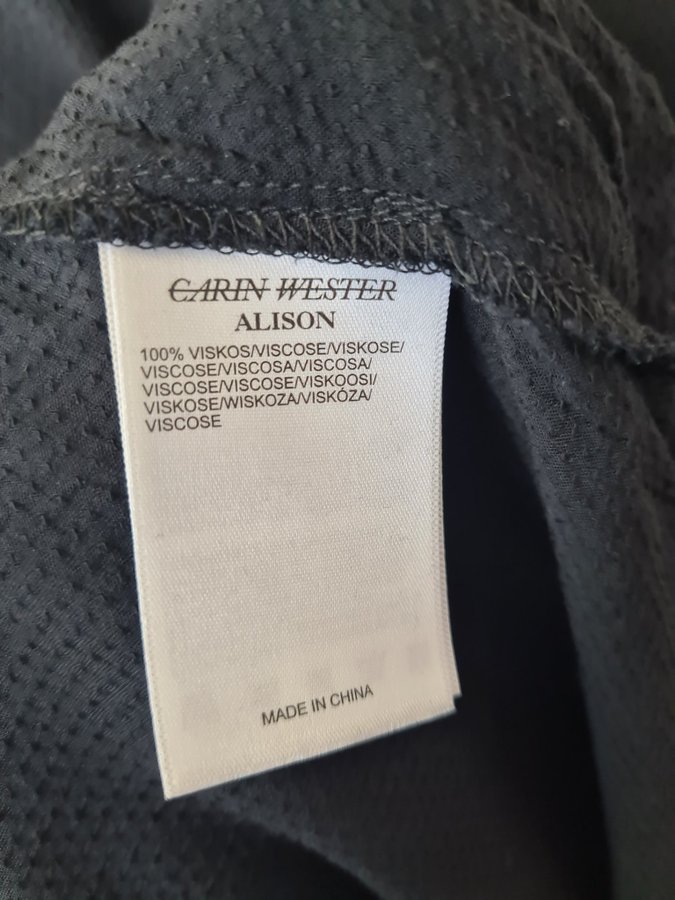 CARIN WESTER
ALISON
100% VISKOS/VISCOSE/VISKOSE/
VISCOSE/VISCOSA/VISCOSA/
VISCOSE/VISCOSE/VISKOOSI/
VISKOSE/WISKOZA/VISKÓZA/
VISCOSE
MADE IN CHINA